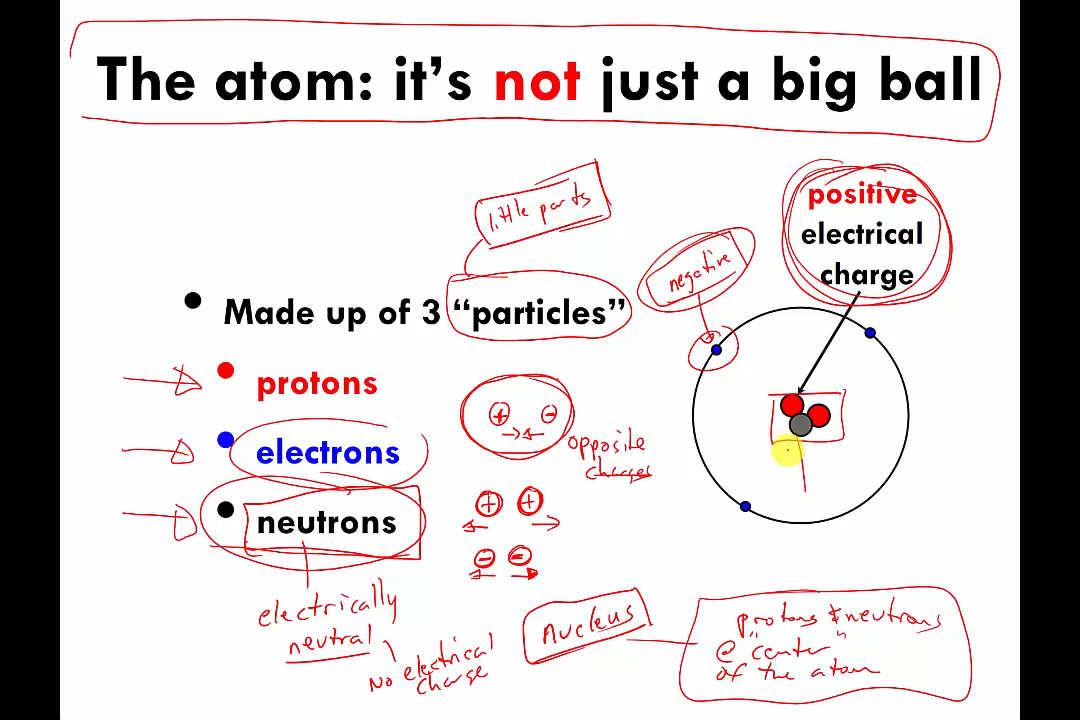 The atom: it's not just a big ball
little parts
positive
electrical
charge
negative
• Made up of 3 “particles”
• protons
+ −
opposite
charges
• electrons
+ +
• neutrons
− −
electrically
neutral
No electrical
charge
nucleus
protons & neutrons
@ "center"
of the atom